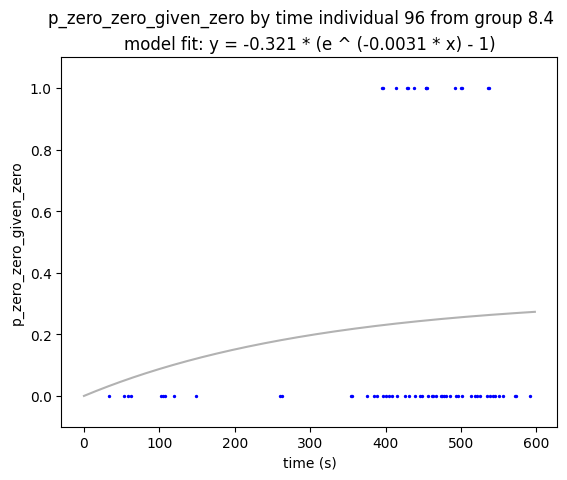 p_zero_zero_given_zero by time individual 96 from group 8.4
model fit: y = -0.321 * (e ^ (-0.0031 * x) - 1)
1.0
0.8
0.6
0.4
0.2
0.0
p_zero_zero_given_zero
0 100 200 300 400 500 600
time (s)